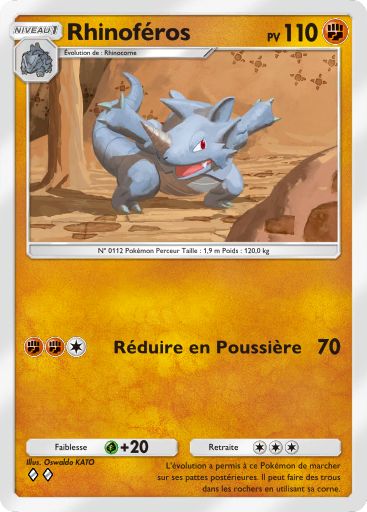 NIVEAU 1
Rhinoféros
PV 110
Évolution de : Rhinocorne
N° 0112 Pokémon Perceur Taille : 1,9 m Poids : 120,0 kg
Réduire en Poussière 70
Faiblesse +20 Retraite
Illus. Oswaldo KATO
L'évolution a permis à ce Pokémon de marcher
sur ses pattes postérieures. Il peut faire des trous
dans les rochers en utilisant sa corne.